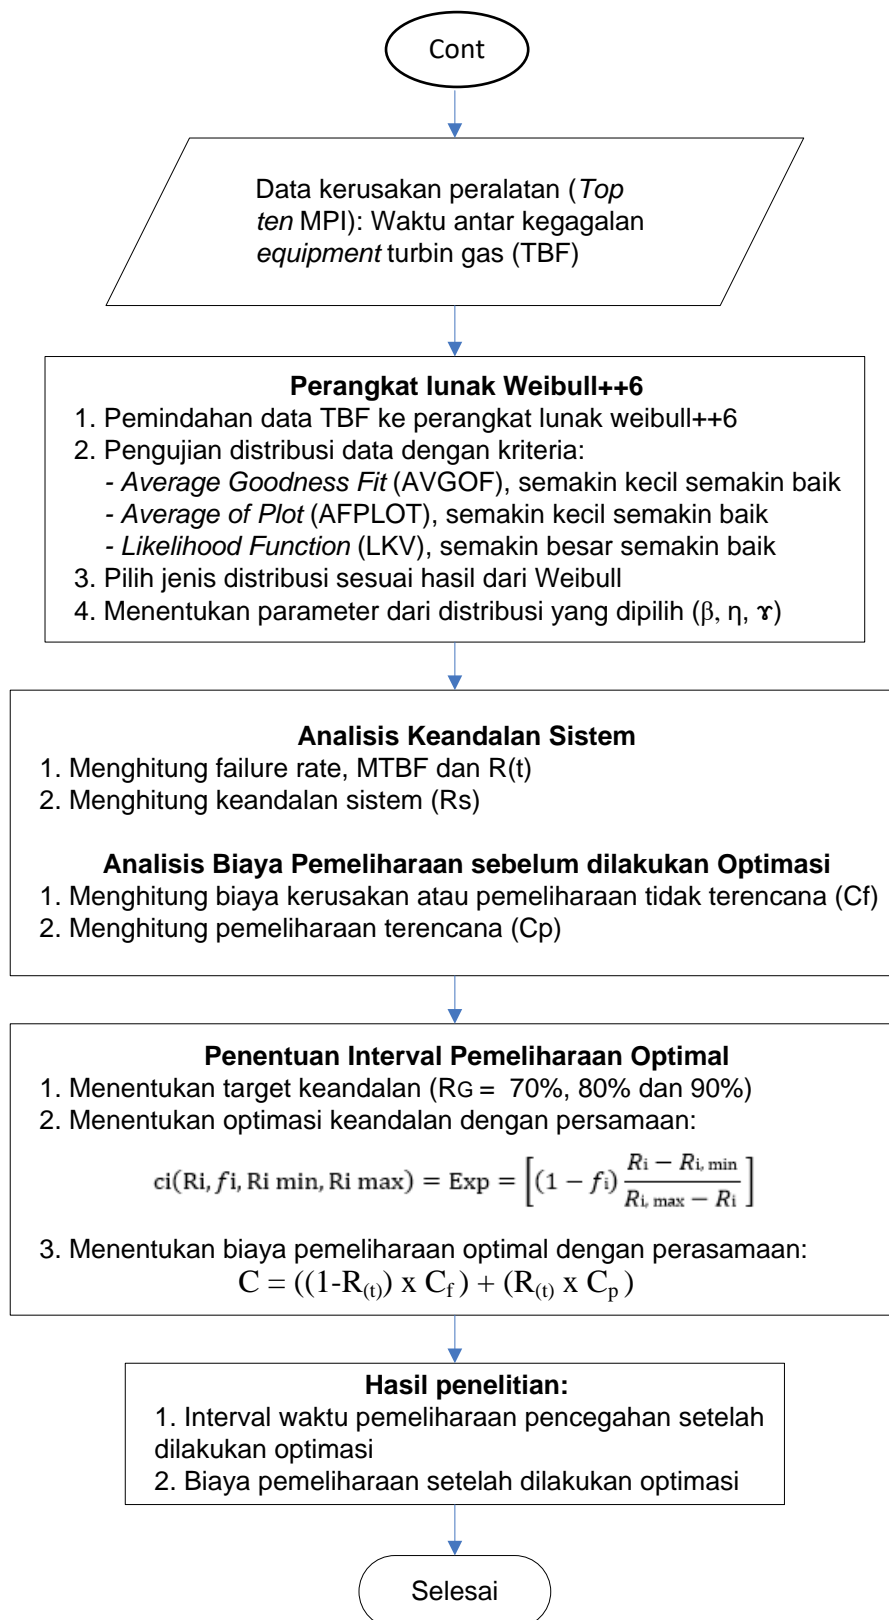 Cont
Data kerusakan peralatan (Top
ten MPI): Waktu antar kegagalan
equipment turbin gas (TBF)
Perangkat lunak Weibull++6
1. Pemindahan data TBF ke perangkat lunak weibull++6
2. Pengujian distribusi data dengan kriteria:
- Average Goodness Fit (AVGOF), semakin kecil semakin baik
- Average of Plot (AFPLOT), semakin kecil semakin baik
- Likelihood Function (LKV), semakin besar semakin baik
3. Pilih jenis distribusi sesuai hasil dari Weibull
4. Menentukan parameter dari distribusi yang dipilih (β, η, ɤ)
Analisis Keandalan Sistem
1. Menghitung failure rate, MTBF dan R(t)
2. Menghitung keandalan sistem (Rs)
Analisis Biaya Pemeliharaan sebelum dilakukan Optimasi
1. Menghitung biaya kerusakan atau pemeliharaan tidak terencana (Cf)
2. Menghitung pemeliharaan terencana (Cp)
Penentuan Interval Pemeliharaan Optimal
1. Menentukan target keandalan (RG = 70%, 80% dan 90%)
2. Menentukan optimasi keandalan dengan persamaan:
ci(Ri, fi, Ri min, Ri max) = Exp = [(1 − fi) (Ri − Ri, min)/(Ri, max − Ri)]
3. Menentukan biaya pemeliharaan optimal dengan perasamaan:
C = ((1-R(t)) x Cf ) + (R(t) x Cp )
Hasil penelitian:
1. Interval waktu pemeliharaan pencegahan setelah
dilakukan optimasi
2. Biaya pemeliharaan setelah dilakukan optimasi
Selesai